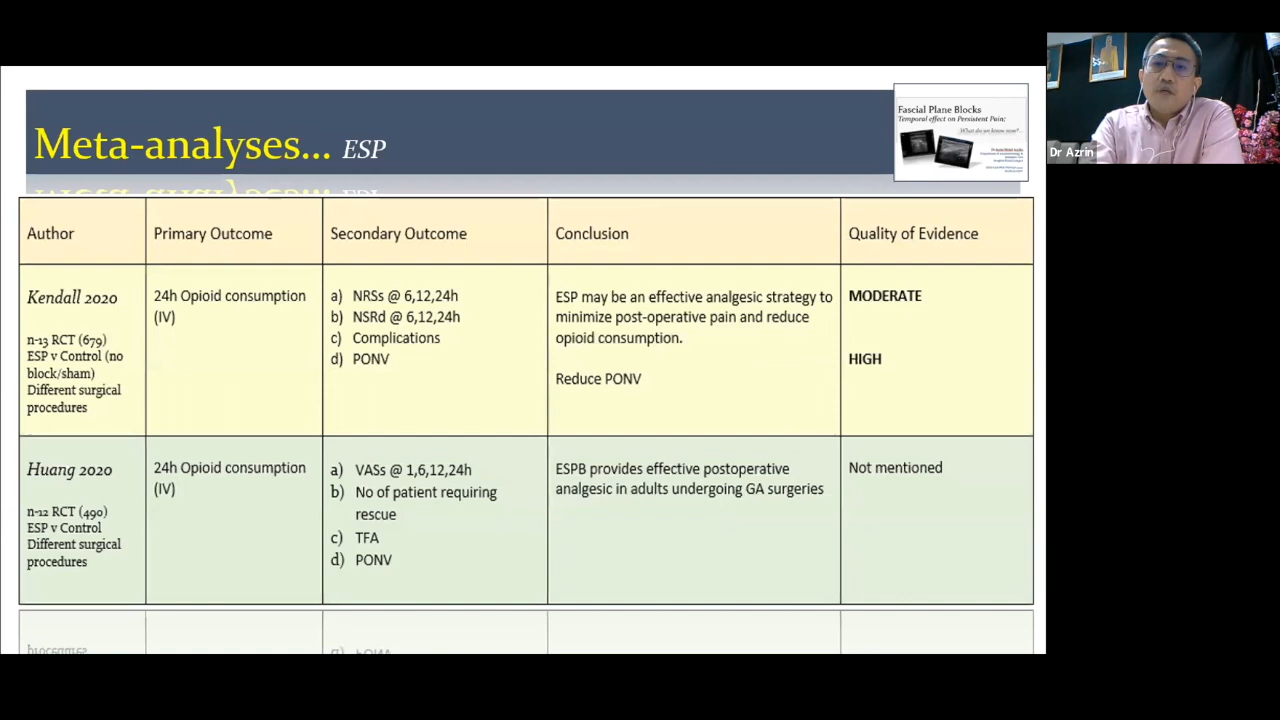 Meta-analyses... ESP
Fascial Plane Blocks
Temporal effect on Persistent Pain:
What do we know now?...
Dr Azrin
Author
Primary Outcome
Secondary Outcome
Conclusion
Quality of Evidence
Kendall 2020
n-13 RCT (679)
ESP v Control (no
block/sham)
Different surgical
procedures
24h Opioid consumption
(IV)
a) NRSs @ 6,12,24h
b) NSRd @ 6,12,24h
c) Complications
d) PONV
ESP may be an effective analgesic strategy to
minimize post-operative pain and reduce
opioid consumption.
Reduce PONV
MODERATE
HIGH
Huang 2020
n-12 RCT (490)
ESP v Control
Different surgical
procedures
24h Opioid consumption
(IV)
a) VASs @ 1,6,12,24h
b) No of patient requiring
rescue
c) TFA
d) PONV
ESPB provides effective postoperative
analgesic in adults undergoing GA surgeries
Not mentioned